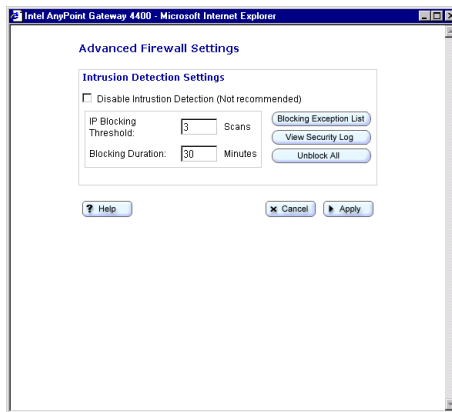 Intel AnyPoint Gateway 4400 - Microsoft Internet Explorer
Advanced Firewall Settings
Intrusion Detection Settings
Disable Intrustion Detection (Not recommended)
IP Blocking
Threshold:
3 Scans
Blocking Duration: 30 Minutes
Blocking Exception List
View Security Log
Unblock All
? Help
Cancel
Apply